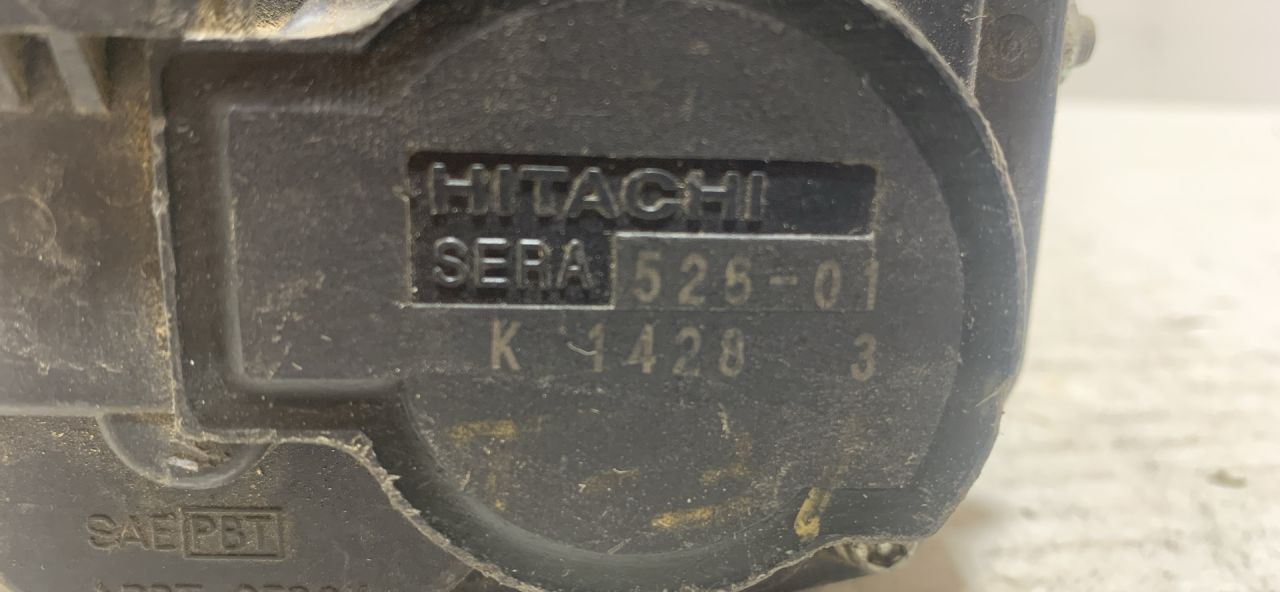 HITACHI
SERA 526-01
K 1428 3
SAE PBT